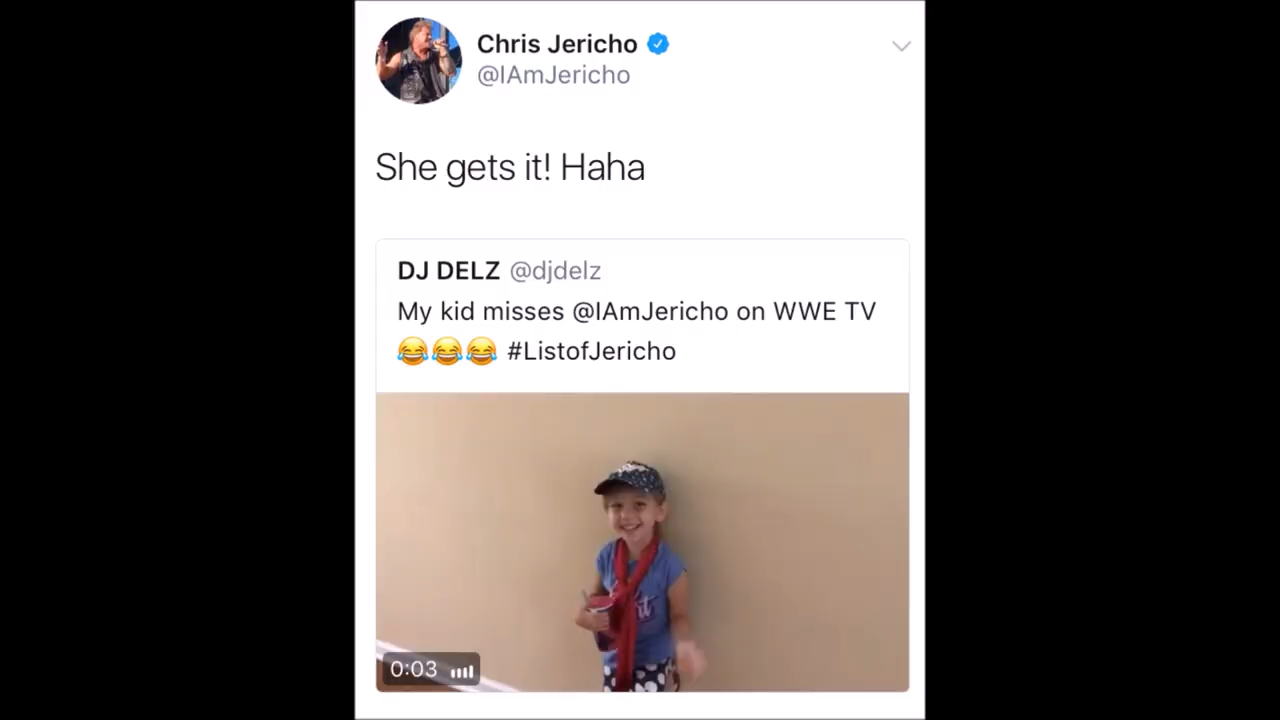 Chris Jericho
@IAmJericho
She gets it! Haha
DJ DELZ @djdelz
My kid misses @IAmJericho on WWE TV
😂😂😂 #ListofJericho
0:03